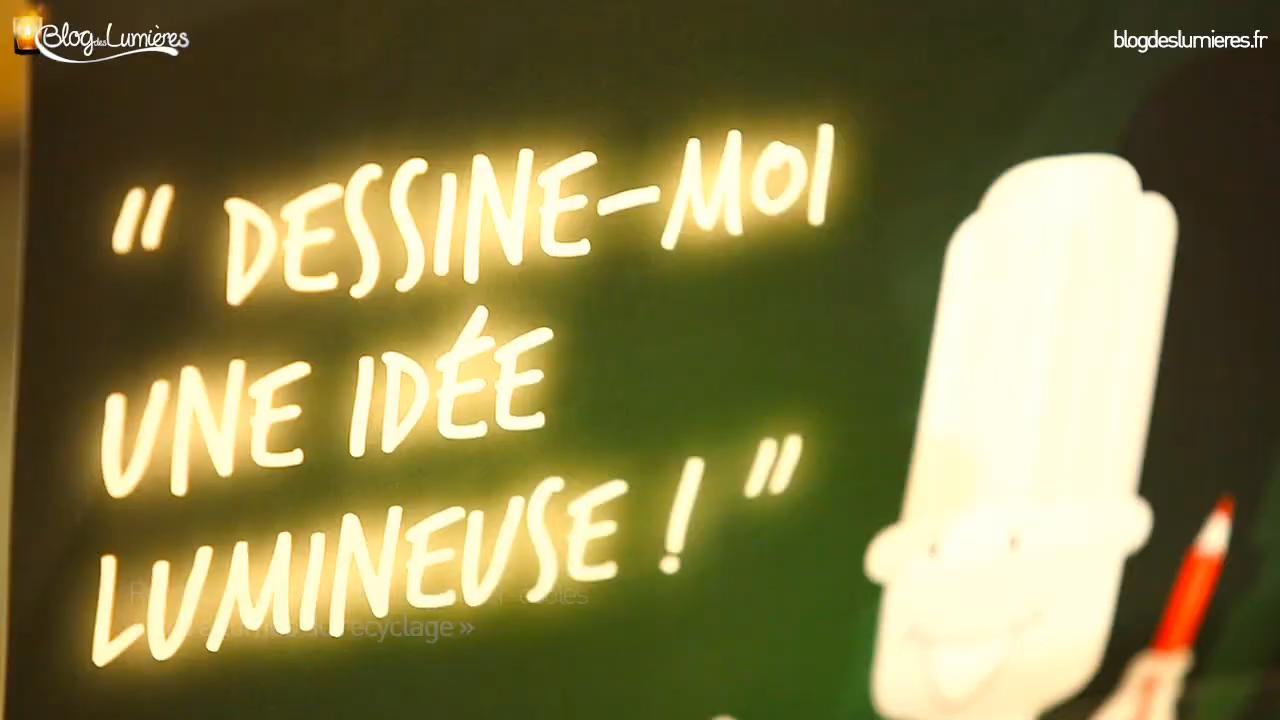 Blog des Lumières
blogdeslumieres.fr
“ DESSINE-MOI
UNE IDÉE
LUMINEUSE ! ”
recyclage »